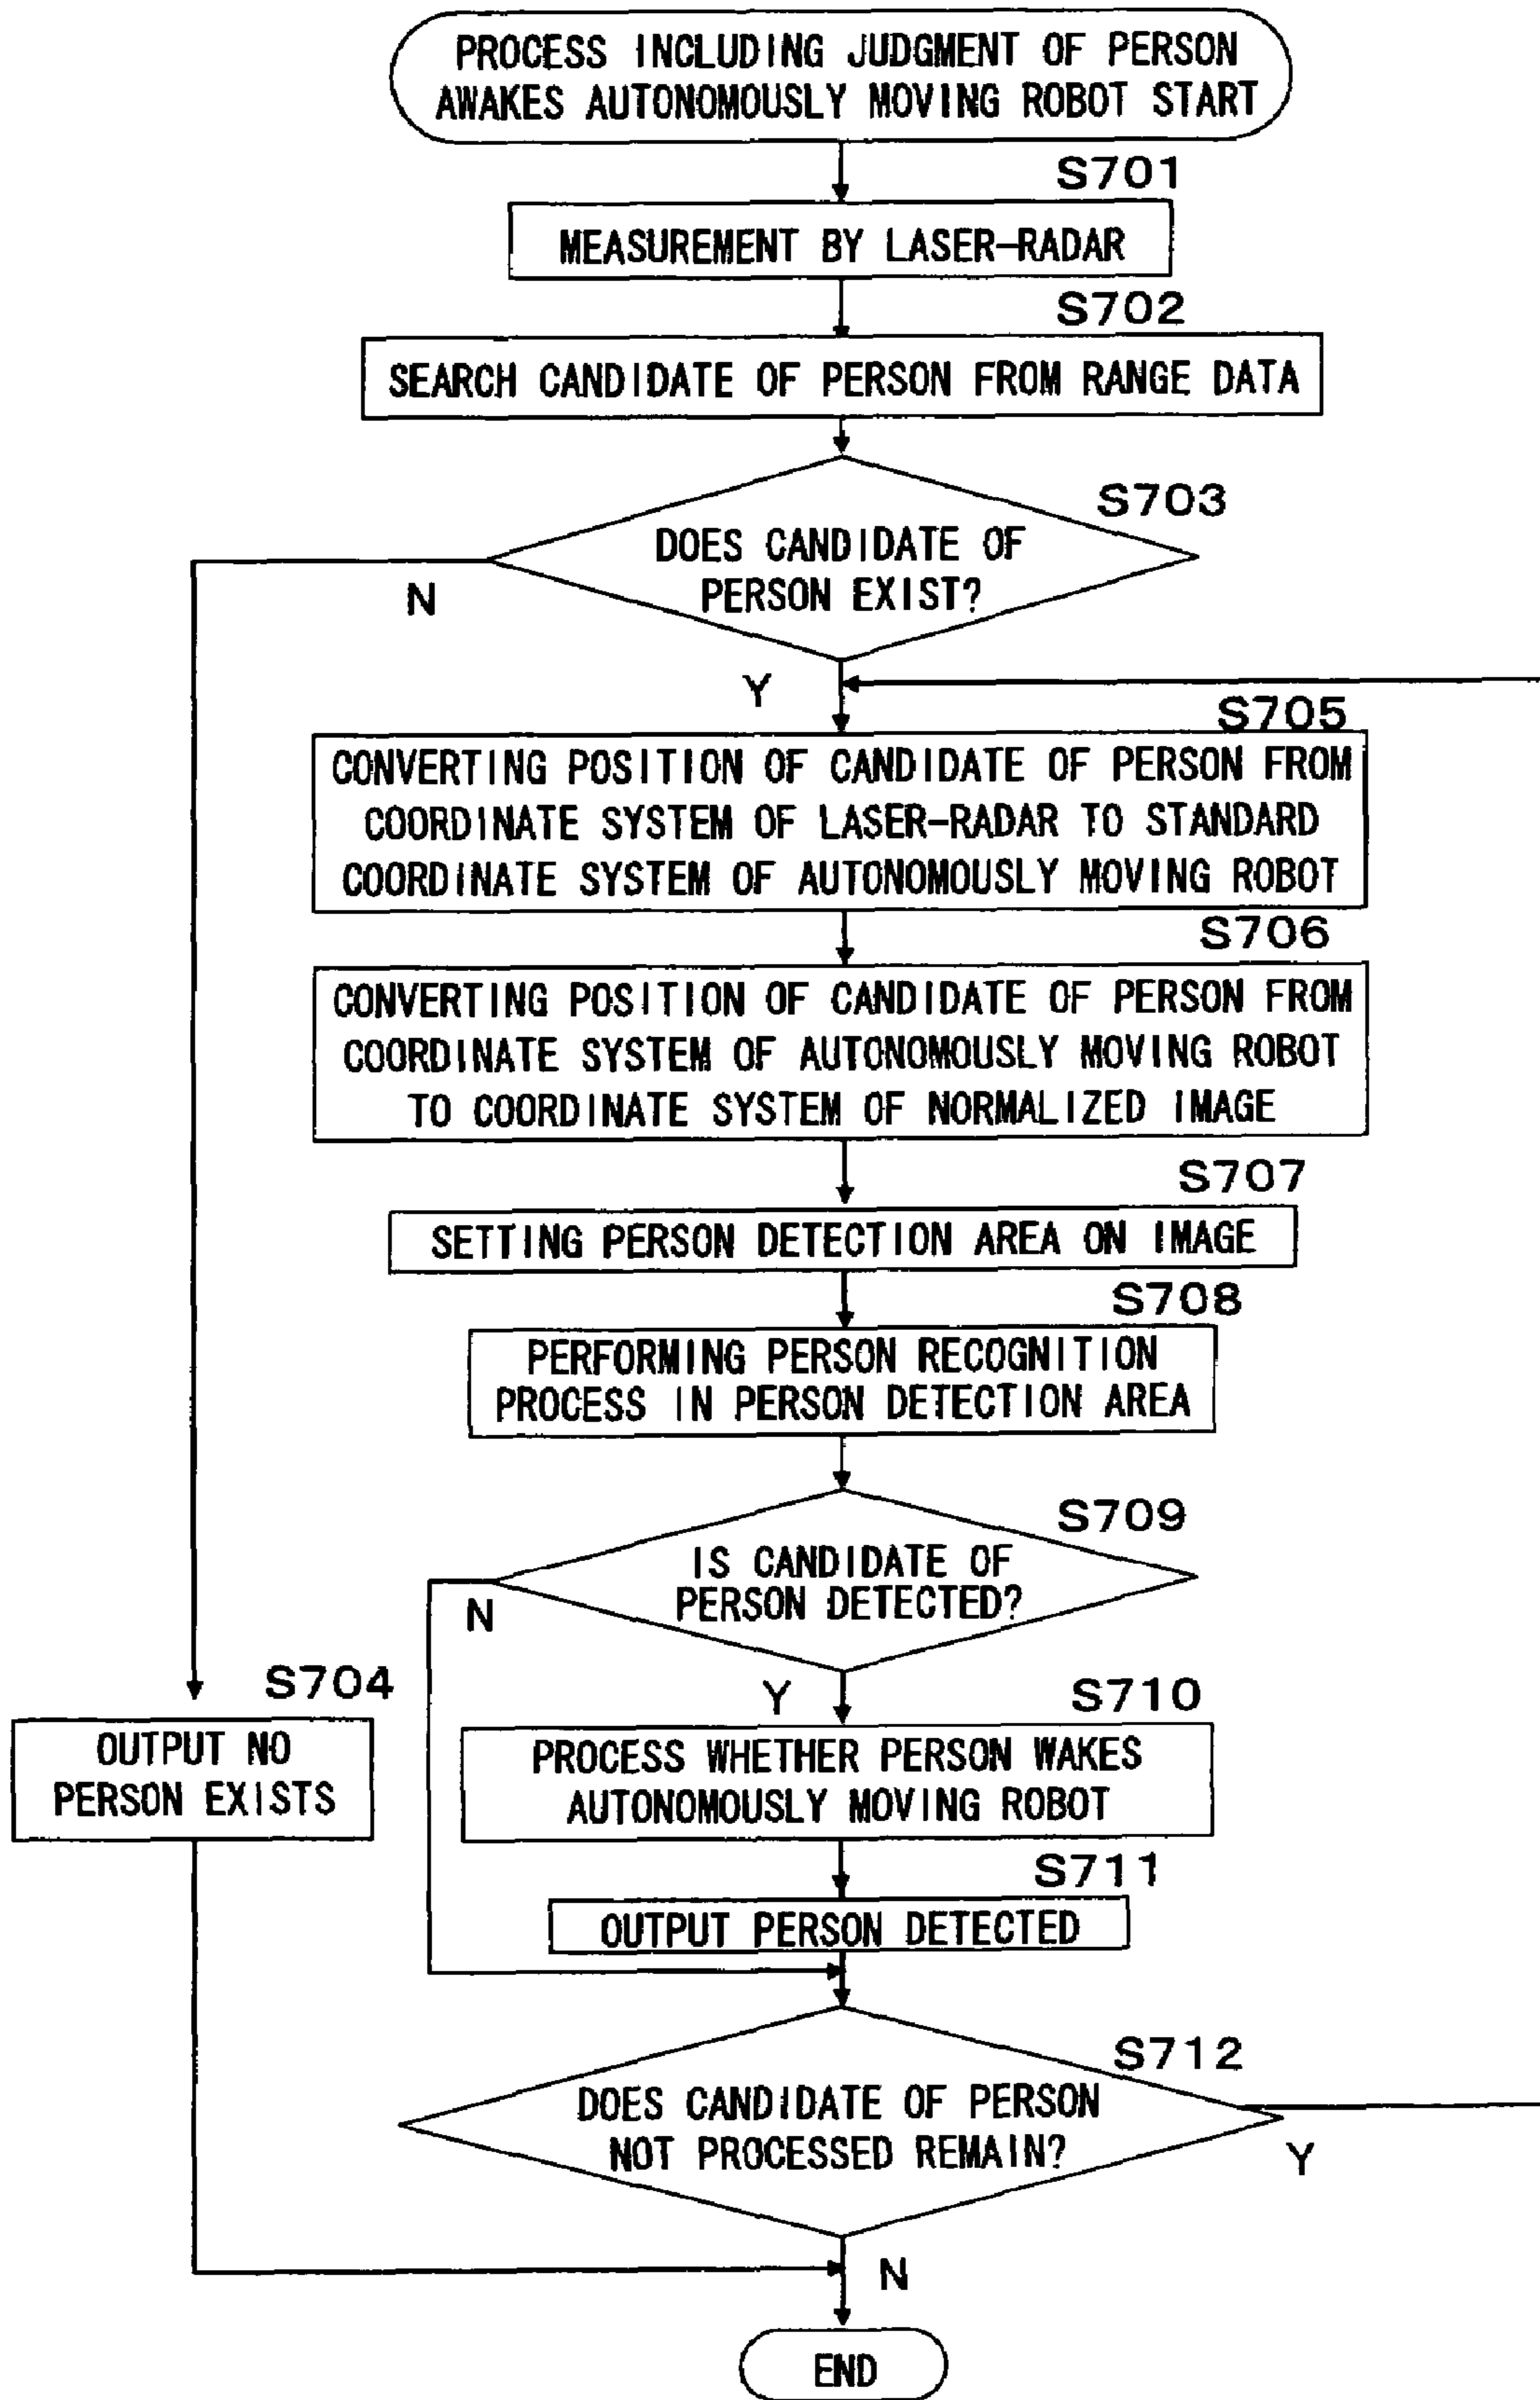 PROCESS INCLUDING JUDGMENT OF PERSON
AWAKES AUTONOMOUSLY MOVING ROBOT START
S701
MEASUREMENT BY LASER-RADAR
S702
SEARCH CANDIDATE OF PERSON FROM RANGE DATA
S703
DOES CANDIDATE OF
PERSON EXIST?
N
Y
S705
CONVERTING POSITION OF CANDIDATE OF PERSON FROM
COORDINATE SYSTEM OF LASER-RADAR TO STANDARD
COORDINATE SYSTEM OF AUTONOMOUSLY MOVING ROBOT
S706
CONVERTING POSITION OF CANDIDATE OF PERSON FROM
COORDINATE SYSTEM OF AUTONOMOUSLY MOVING ROBOT
TO COORDINATE SYSTEM OF NORMALIZED IMAGE
S707
SETTING PERSON DETECTION AREA ON IMAGE
S708
PERFORMING PERSON RECOGNITION
PROCESS IN PERSON DETECTION AREA
S709
IS CANDIDATE OF
PERSON DETECTED?
N
Y
S704
OUTPUT NO
PERSON EXISTS
S710
PROCESS WHETHER PERSON WAKES
AUTONOMOUSLY MOVING ROBOT
S711
OUTPUT PERSON DETECTED
S712
DOES CANDIDATE OF PERSON
NOT PROCESSED REMAIN?
Y
N
END